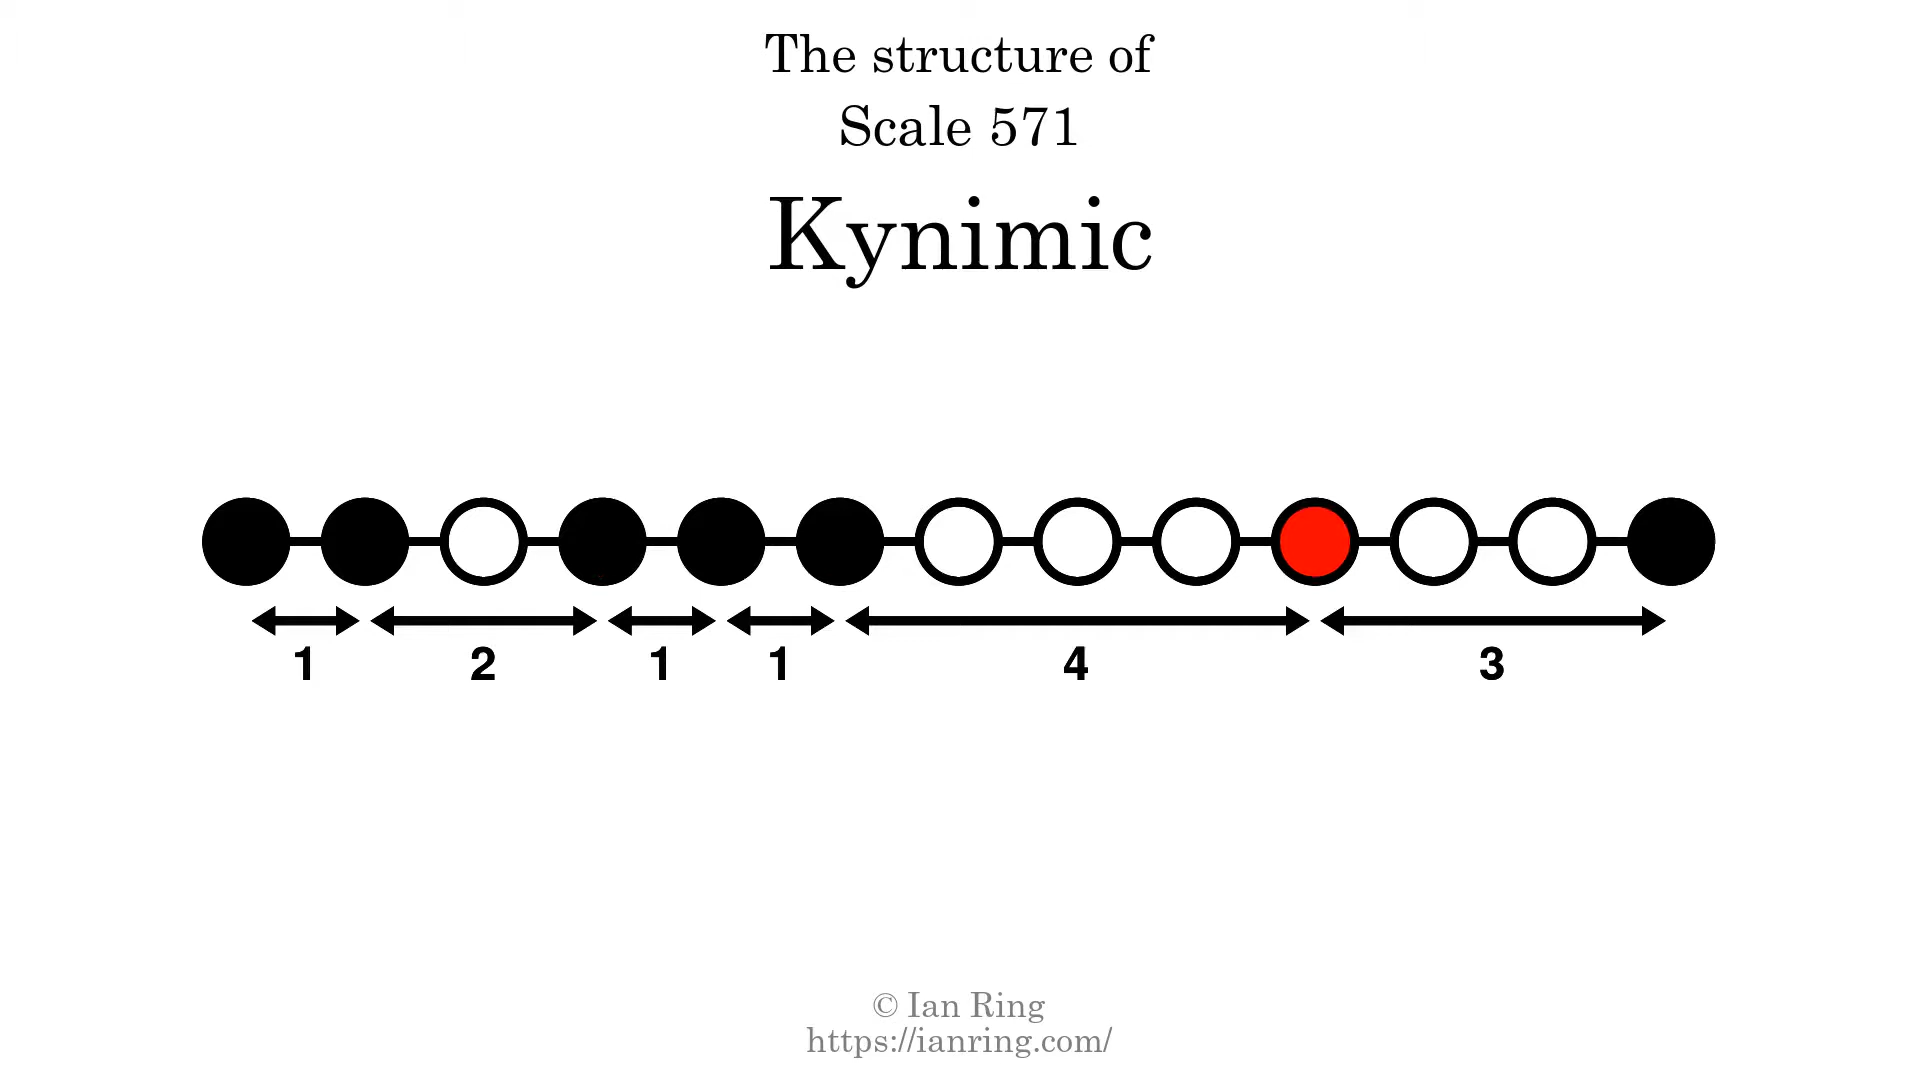 The structure of
Scale 571
Kynimic
1 2 1 1 4 3
© Ian Ring
https://ianring.com/